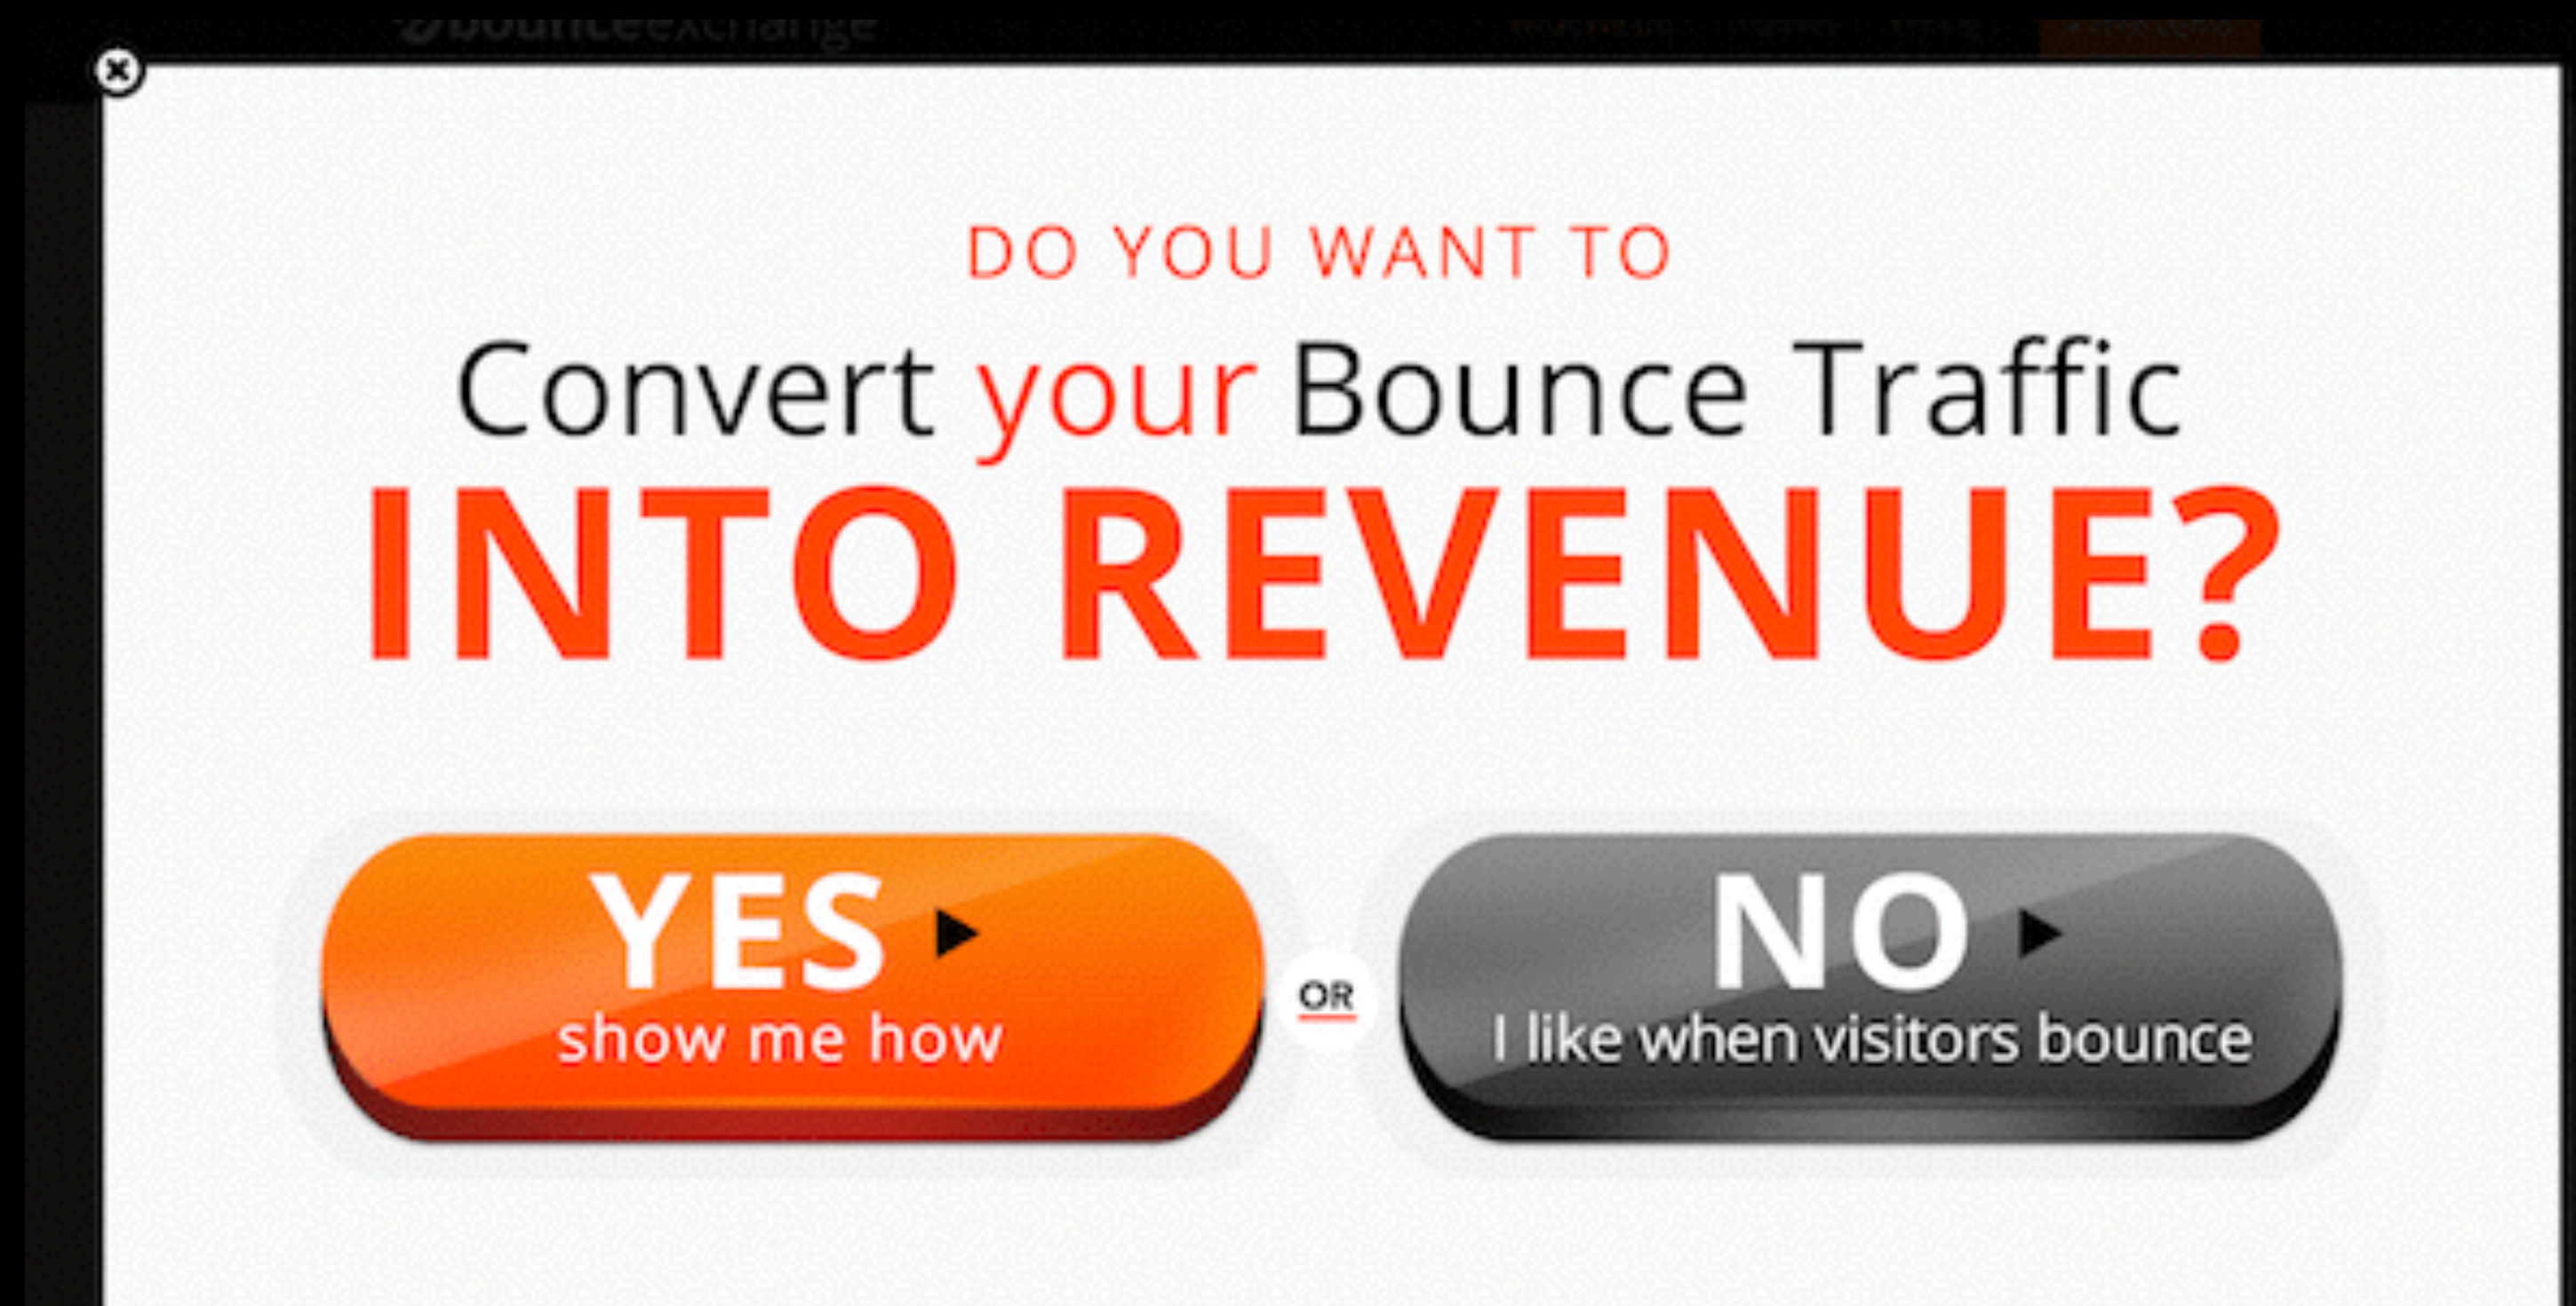 bounceexchange
DO YOU WANT TO
Convert your Bounce Traffic
INTO REVENUE?
YES
show me how
OR
NO
I like when visitors bounce